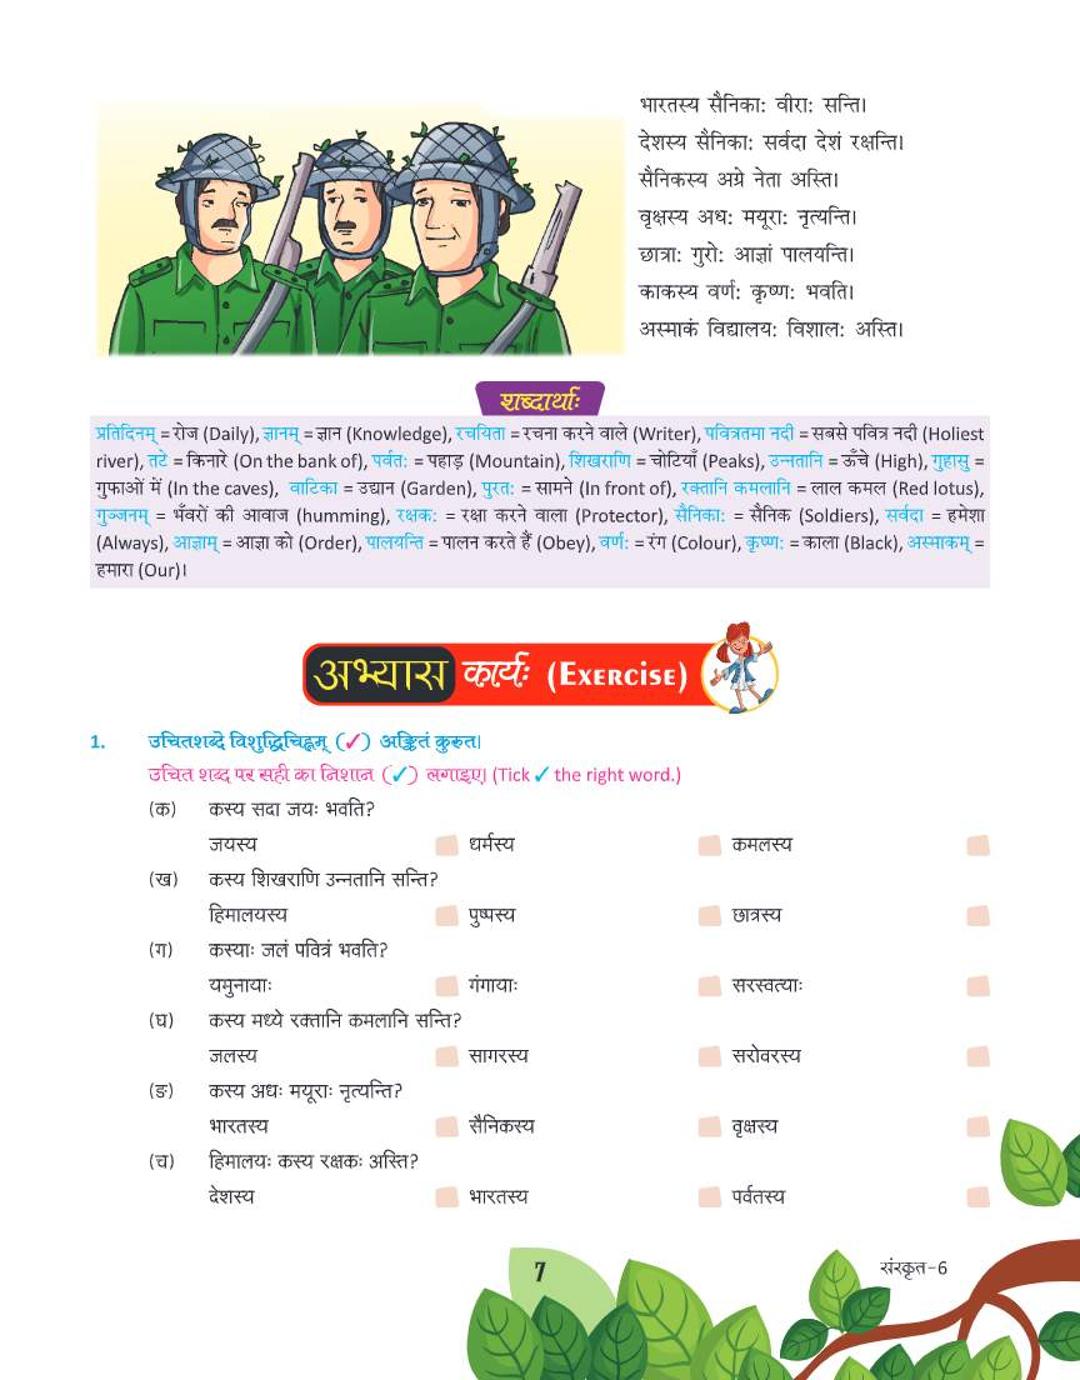 भारतस्य सैनिका: वीरा: सन्ति।
देशस्य सैनिका: सर्वदा देशं रक्षन्ति।
सैनिकस्य अग्रे नेता अस्ति।
वृक्षस्य अध: मयूरा: नृत्यन्ति।
छात्रा: गुरो: आज्ञां पालयन्ति।
काकस्य वर्ण: कृष्ण: भवति।
अस्माकं विद्यालय: विशाल: अस्ति।
शब्दार्थाः
प्रतिदिनम् = रोज (Daily), ज्ञानम् = ज्ञान (Knowledge), रचयिता = रचना करने वाले (Writer), पवित्रतमा नदी = सबसे पवित्र नदी (Holiest
river), तटे = किनारे (On the bank of), पर्वत: = पहाड़ (Mountain), शिखराणि = चोटियाँ (Peaks), उन्नतानि = ऊँचे (High), गुहासु =
गुफाओं में (In the caves), वाटिका = उद्यान (Garden), पुरत: = सामने (In front of), रक्तानि कमलानि = लाल कमल (Red lotus),
गुञ्जनम् = भँवरों की आवाज (humming), रक्षक: = रक्षा करने वाला (Protector), सैनिका: = सैनिक (Soldiers), सर्वदा = हमेशा
(Always), आज्ञाम् = आज्ञा को (Order), पालयन्ति = पालन करते हैं (Obey), वर्ण: = रंग (Colour), कृष्ण: = काला (Black), अस्माकम् =
हमारा (Our)।
अभ्यास कार्यः (Exercise)
1. उचितशब्दे विशुद्धिचिह्नम् (✓) अङ्कितं कुरुत।
उचित शब्द पर सही का निशान (✓) लगाइए। (Tick ✓ the right word.)
(क) कस्य सदा जयः भवति?
जयस्य धर्मस्य कमलस्य
(ख) कस्य शिखराणि उन्नतानि सन्ति?
हिमालयस्य पुष्पस्य छात्रस्य
(ग) कस्याः जलं पवित्रं भवति?
यमुनायाः गंगायाः सरस्वत्याः
(घ) कस्य मध्ये रक्तानि कमलानि सन्ति?
जलस्य सागरस्य सरोवरस्य
(ङ) कस्य अधः मयूराः नृत्यन्ति?
भारतस्य सैनिकस्य वृक्षस्य
(च) हिमालयः कस्य रक्षकः अस्ति?
देशस्य भारतस्य पर्वतस्य
7 संस्कृत-6